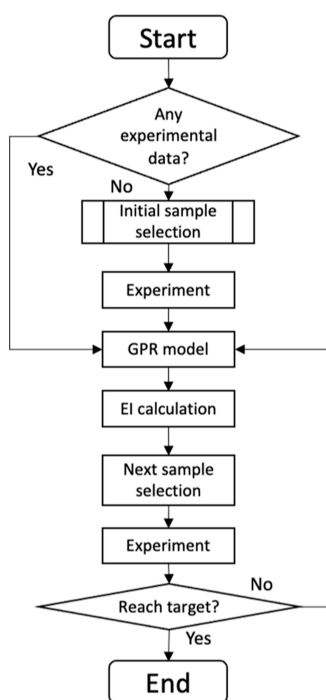 Start
Any
experimental
data?
Yes
No
Initial sample
selection
Experiment
GPR model
EI calculation
Next sample
selection
Experiment
No
Reach target?
Yes
End